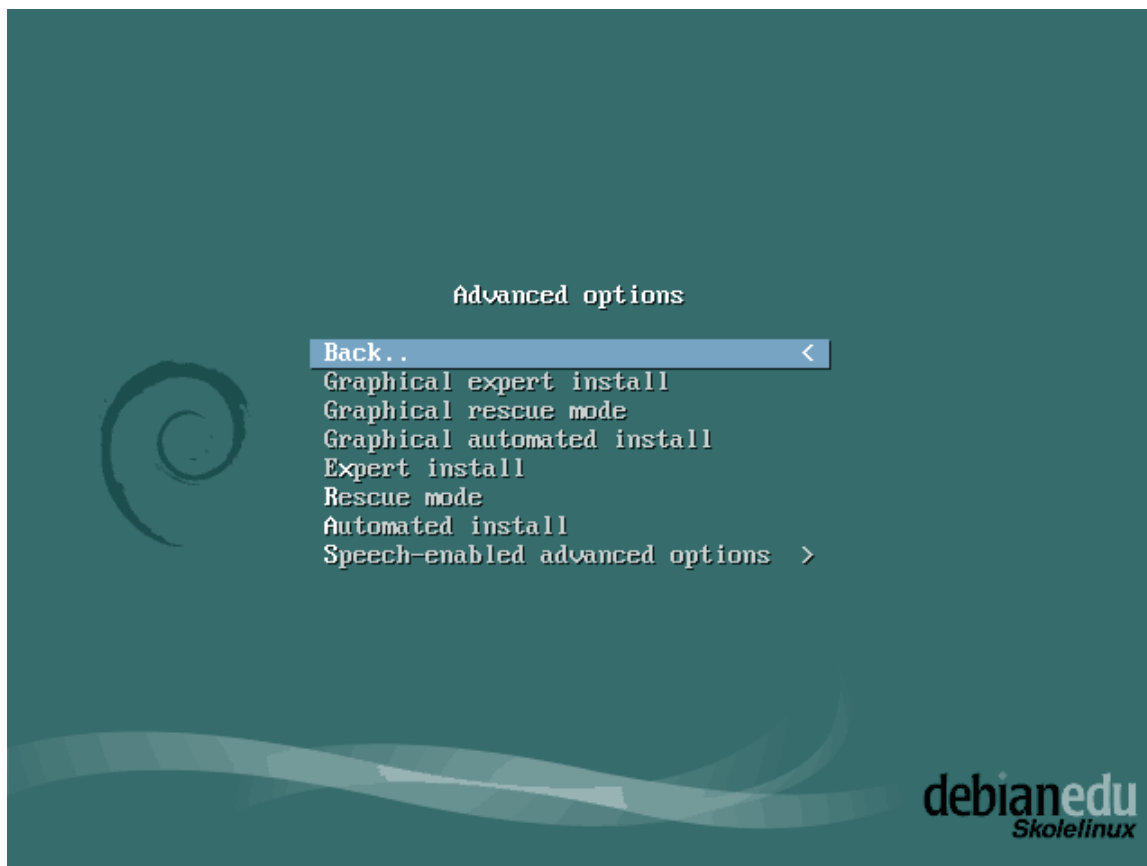 Advanced options
Back.. <
Graphical expert install
Graphical rescue mode
Graphical automated install
Expert install
Rescue mode
Automated install
Speech-enabled advanced options >
debianedu
Skolelinux